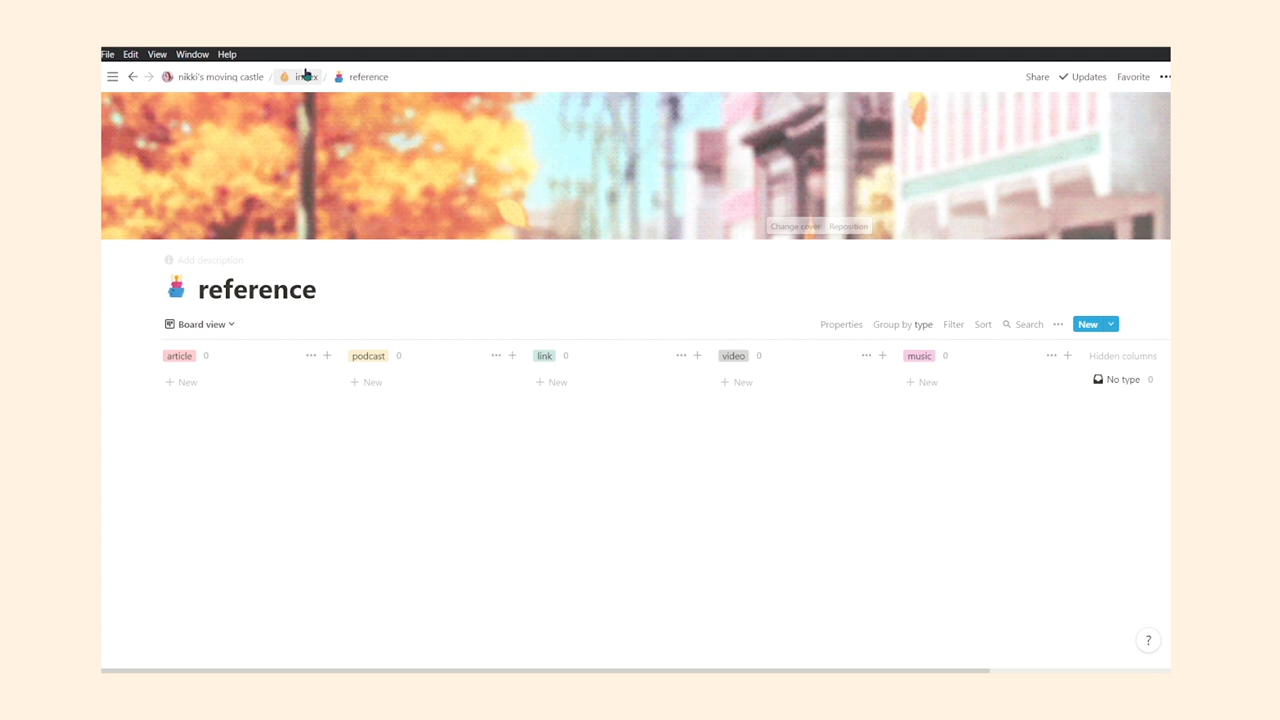 File Edit View Window Help
nikki's moving castle / / reference Share Updates Favorite
Change cover Reposition
Add description
reference
Board view Properties Group by type Filter Sort Search New
article 0 podcast 0 link 0 video 0 music 0 Hidden columns
New New New New New No type 0
?